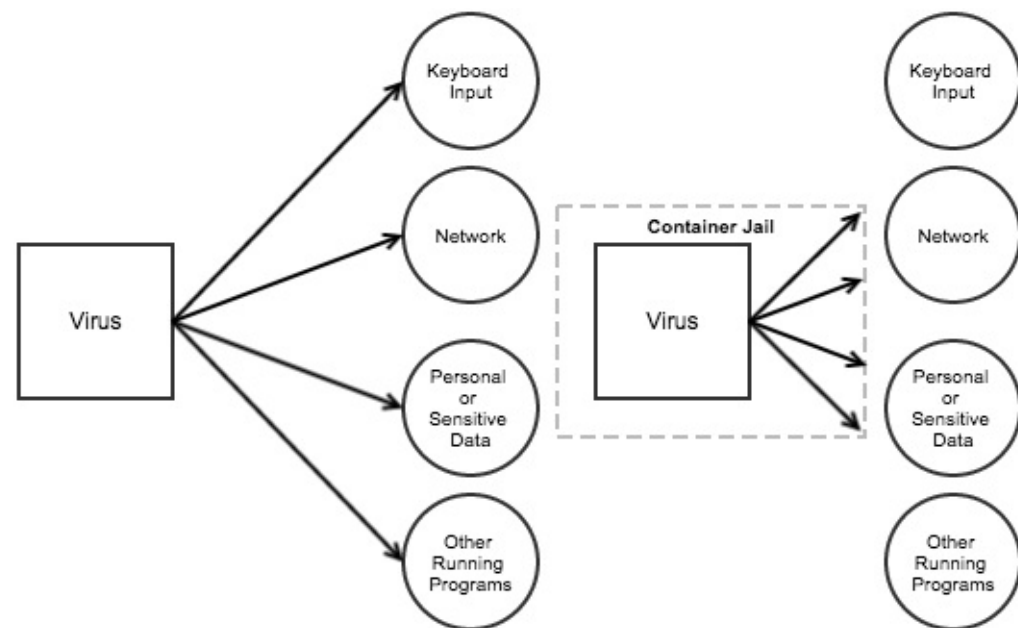 Virus
Keyboard
Input
Network
Personal
or
Sensitive
Data
Other
Running
Programs
Container Jail
Virus
Keyboard
Input
Network
Personal
or
Sensitive
Data
Other
Running
Programs